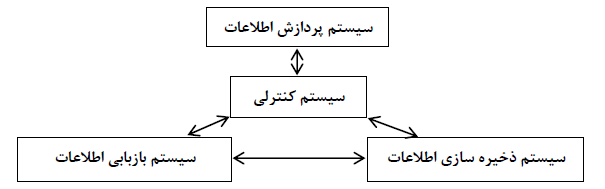 سیستم پردازش اطلاعات
سیستم کنترلی
سیستم ذخیره سازی اطلاعات
سیستم بازیابی اطلاعات